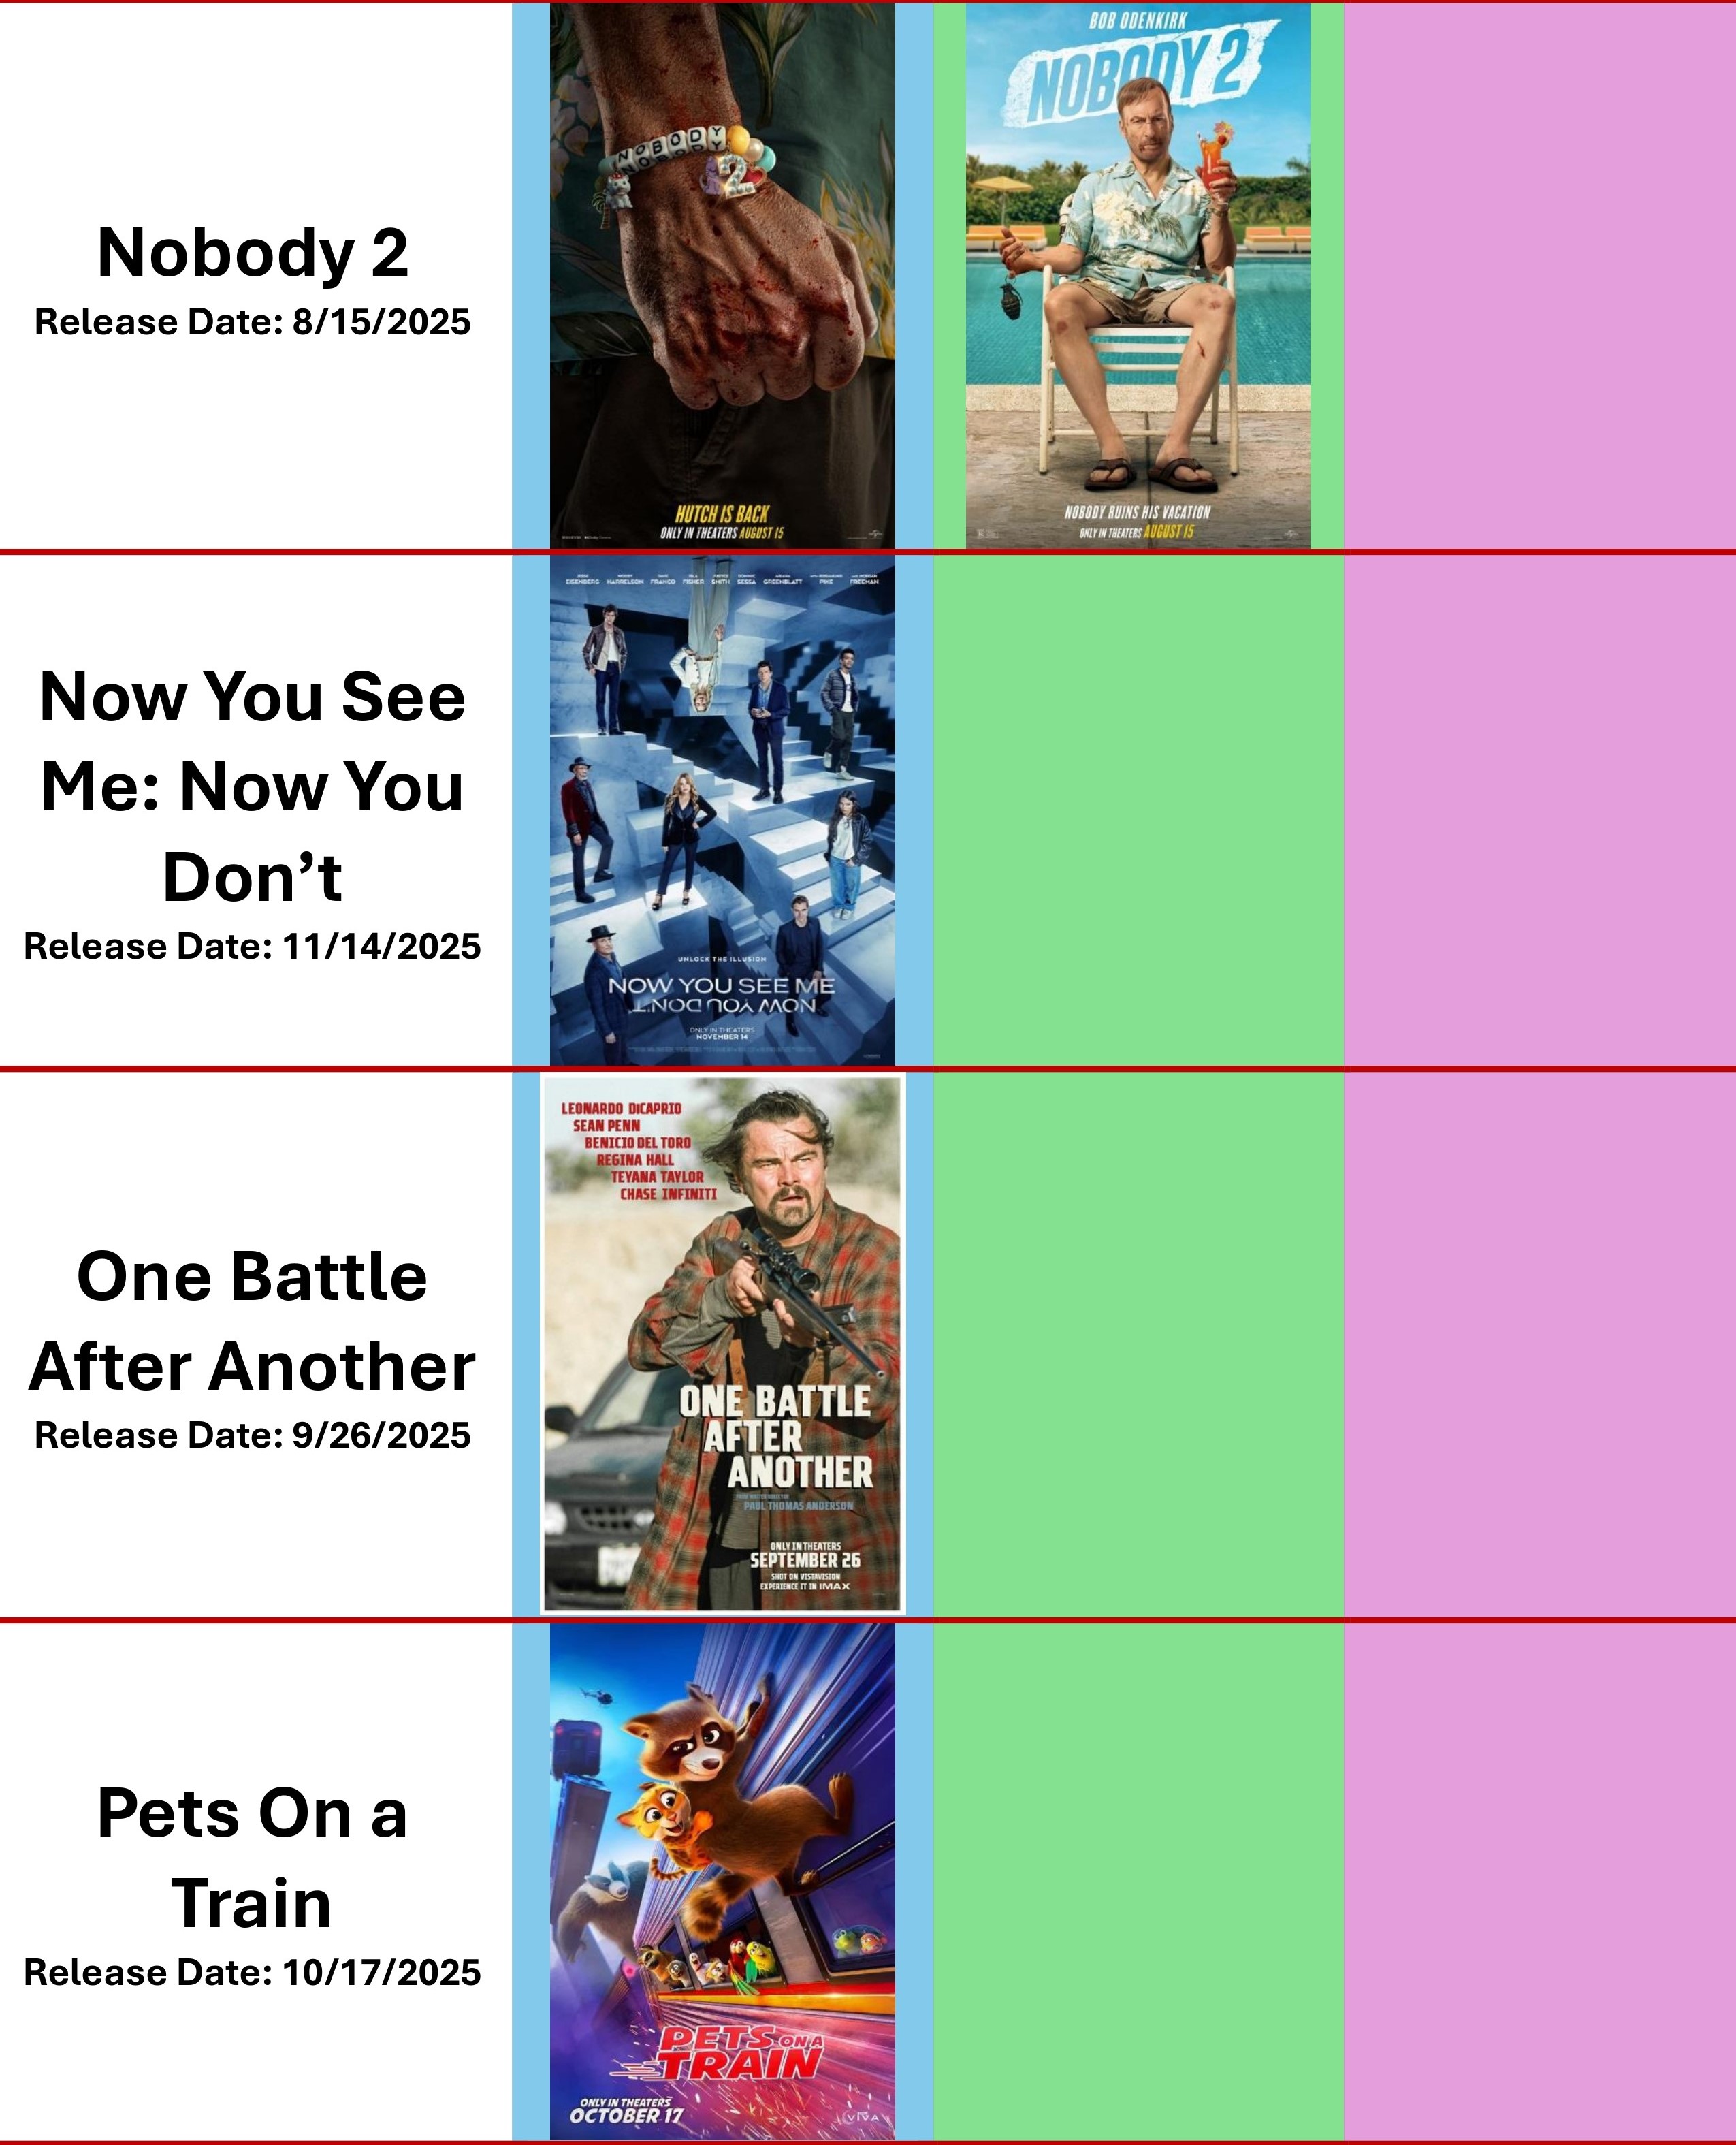 Nobody 2
Release Date: 8/15/2025
NOBODY
2
HUTCH IS BACK
ONLY IN THEATERS AUGUST 15
BOB ODENKIRK
NOBODY 2
NOBODY RUINS HIS VACATION
ONLY IN THEATERS AUGUST 15
Now You See
Me: Now You
Don’t
Release Date: 11/14/2025
JESSE EISENBERG WOODY HARRELSON DAVE FRANCO ISLA FISHER JUSTICE SMITH DOMINIC SESSA ARIANA GREENBLATT PIKE FREEMAN
UNLOCK THE ILLUSION
NOW YOU SEE ME
NOW YOU DON'T
ONLY IN THEATERS
NOVEMBER 14
One Battle
After Another
Release Date: 9/26/2025
LEONARDO DiCAPRIO
SEAN PENN
BENICIO DEL TORO
REGINA HALL
TEYANA TAYLOR
CHASE INFINITI
ONE BATTLE
AFTER
ANOTHER
PAUL THOMAS ANDERSON
ONLY IN THEATERS
SEPTEMBER 26
SHOT ON VISTAVISION
EXPERIENCE IT IN IMAX
Pets On a
Train
Release Date: 10/17/2025
PETS ON A
TRAIN
ONLY IN THEATERS
OCTOBER 17
VIVA